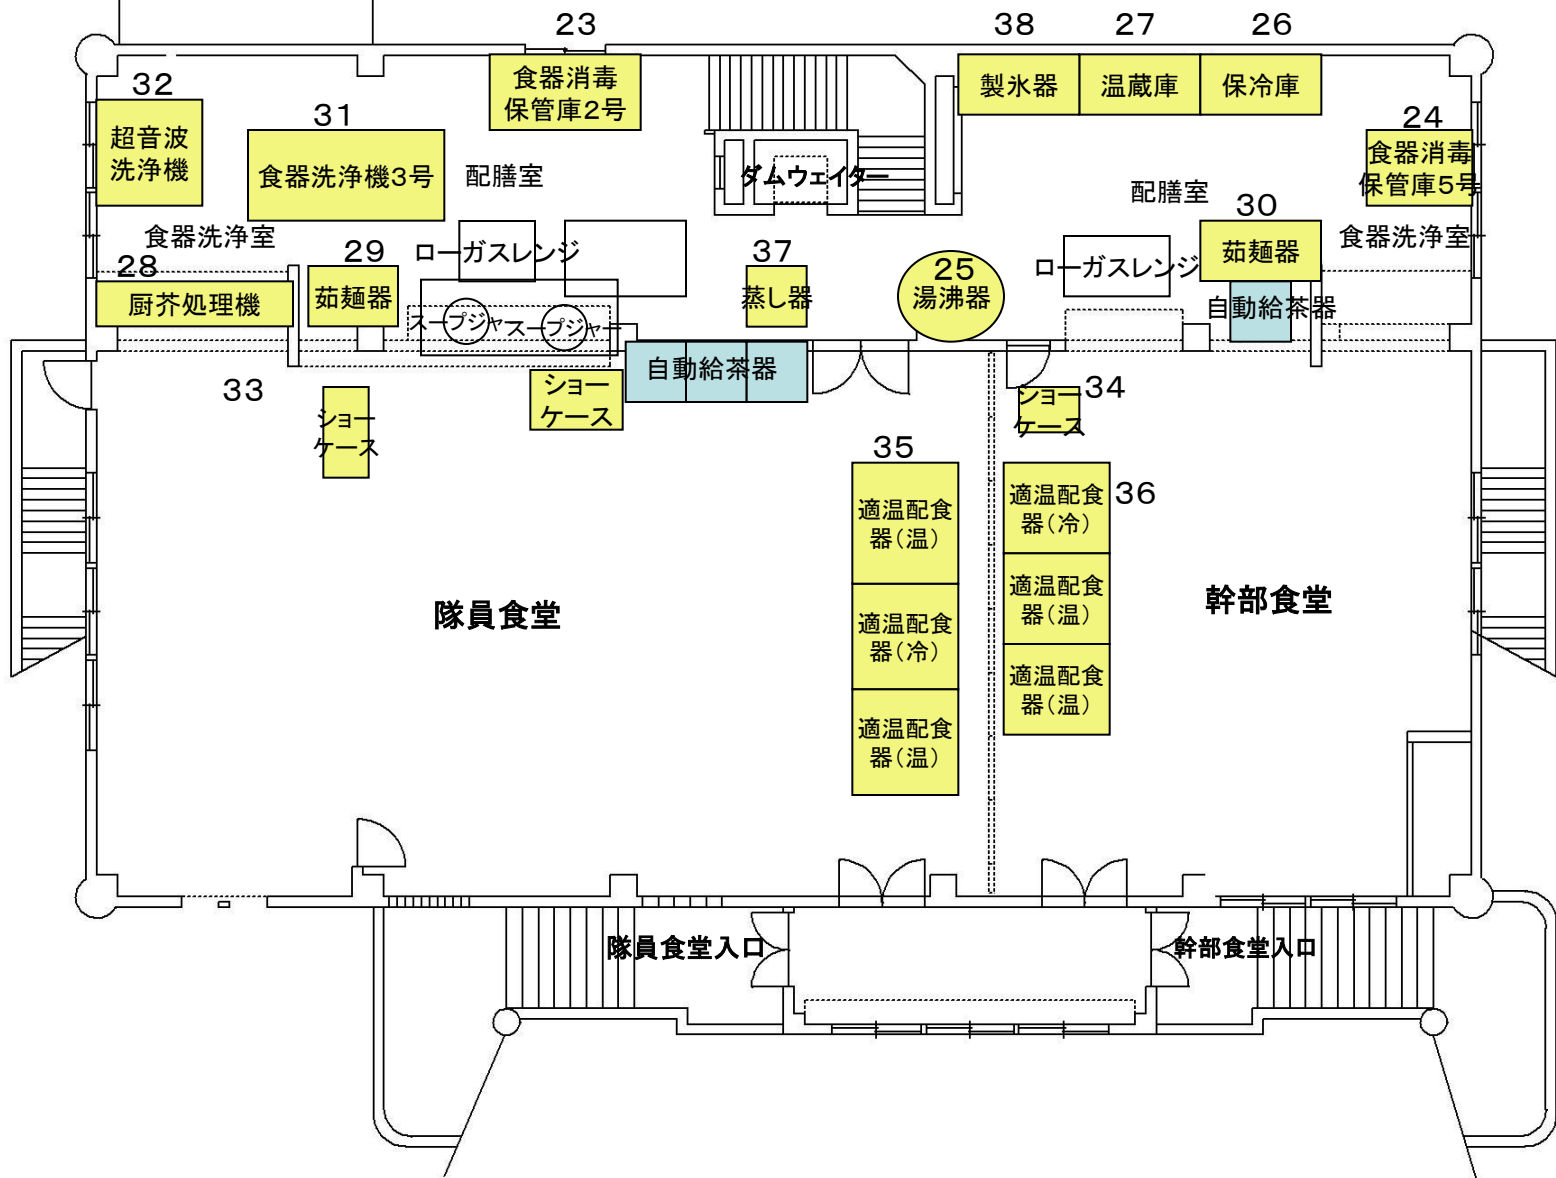 23
38
27
26
食器消毒
保管庫2号
製氷器
温蔵庫
保冷庫
32
超音波
洗浄機
31
食器洗浄機3号
配膳室
ダムウェイター
24
食器消毒
保管庫5号
配膳室
食器洗浄室
28
厨芥処理機
29
茹麺器
ローガスレンジ
スープジャー
スープジャー
37
蒸し器
25
湯沸器
ローガスレンジ
30
茹麺器
食器洗浄室
自動給茶器
33
ショー
ケース
ショー
ケース
自動給茶器
ショー
ケース
34
35
適温配食
器(温)
適温配食
器(冷)
適温配食
器(温)
適温配食
器(冷)
36
適温配食
器(温)
適温配食
器(温)
隊員食堂
幹部食堂
隊員食堂入口
幹部食堂入口